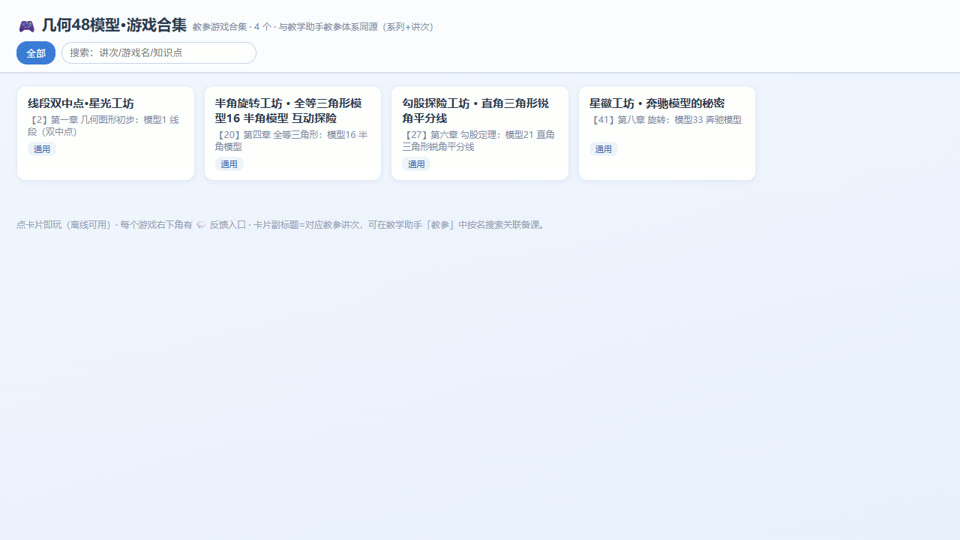 🎮 几何48模型•游戏合集 教参游戏合集 · 4 个 · 与教学助手教参体系同源（系列+讲次）
全部 搜索：讲次/游戏名/知识点
线段双中点•星光工坊
【2】第一章 几何图形初步：模型1 线
段（双中点）
通用
半角旋转工坊・全等三角形模
型16 半角模型 互动探险
【20】第四章 全等三角形：模型16 半
角模型
通用
勾股探险工坊・直角三角形锐
角平分线
【27】第六章 勾股定理：模型21 直角
三角形锐角平分线
通用
星徽工坊・奔驰模型的秘密
【41】第八章 旋转：模型33 奔驰模型
通用
点卡片即玩（离线可用）· 每个游戏右下角有 💬 反馈入口 · 卡片副标题=对应教参讲次，可在教学助手「教参」中按名搜索关联备课。